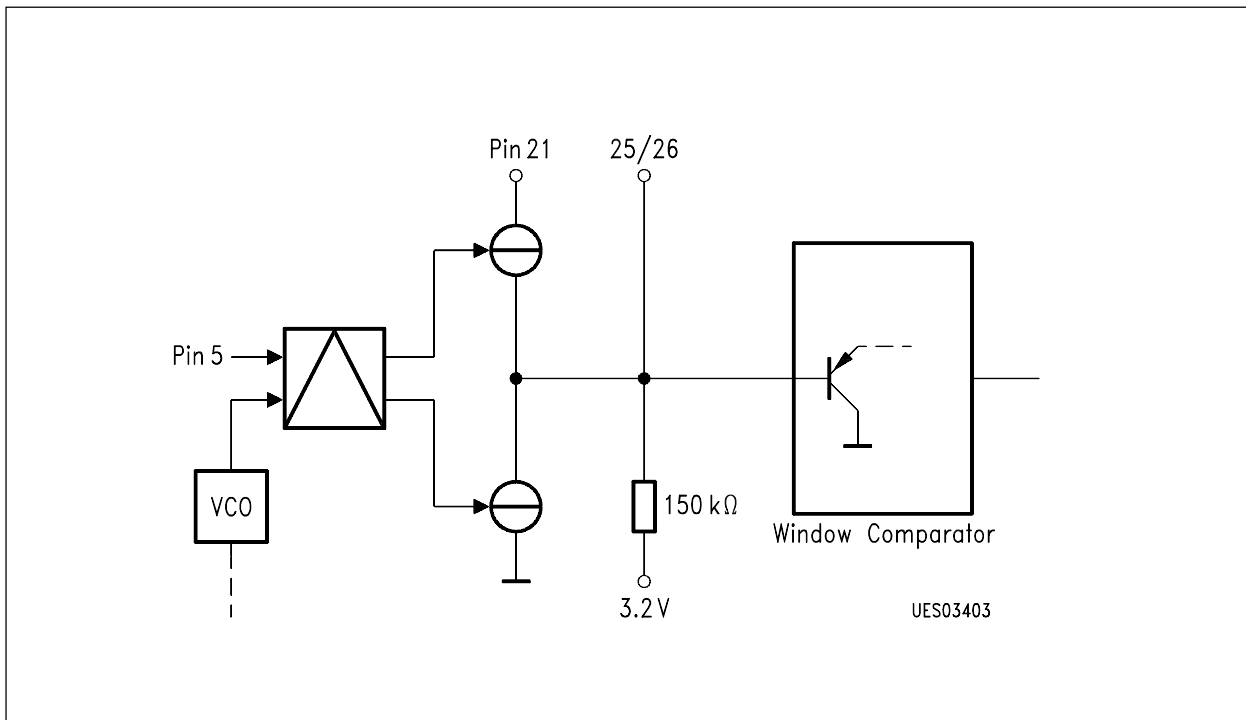 Pin 21
25/26
Pin 5
VCO
150 kΩ
Window Comparator
3.2 V
UES03403